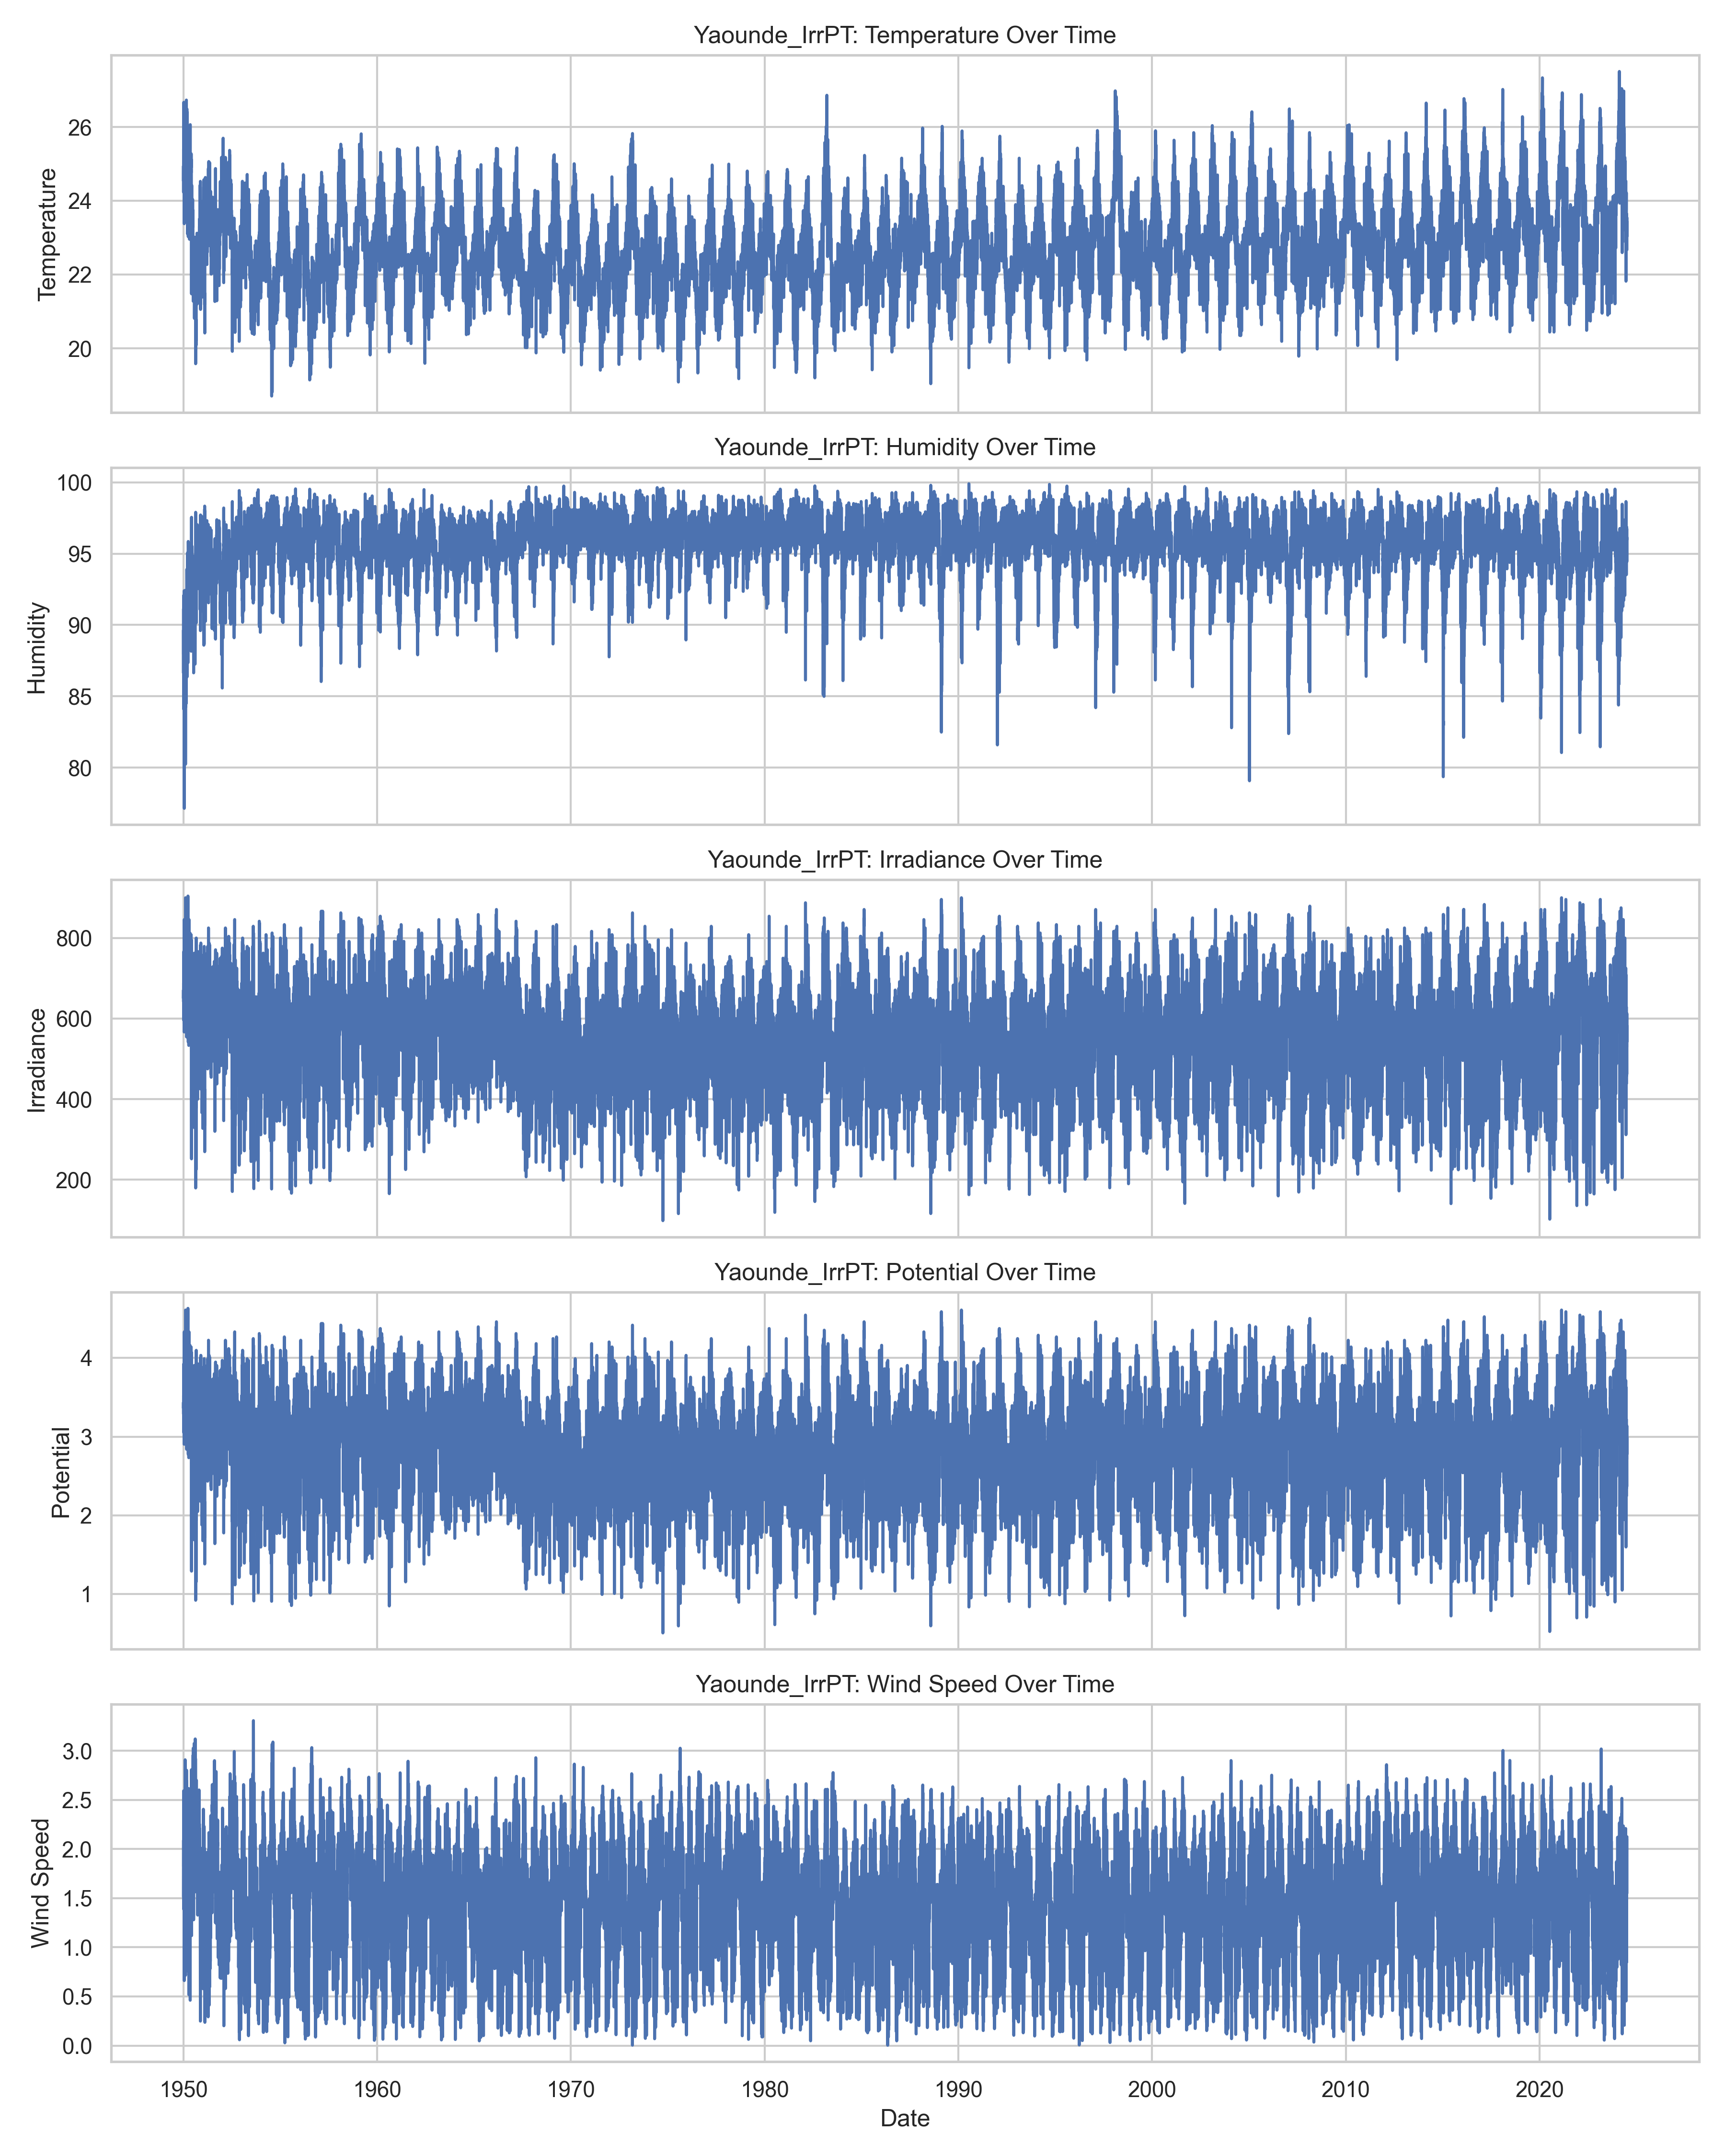 Yaounde_IrrPT: Temperature Over Time
Temperature
26
24
22
20
Yaounde_IrrPT: Humidity Over Time
Humidity
100
95
90
85
80
Yaounde_IrrPT: Irradiance Over Time
Irradiance
800
600
400
200
Yaounde_IrrPT: Potential Over Time
Potential
4
3
2
1
Yaounde_IrrPT: Wind Speed Over Time
Wind Speed
3.0
2.5
2.0
1.5
1.0
0.5
0.0
1950 1960 1970 1980 1990 2000 2010 2020
Date